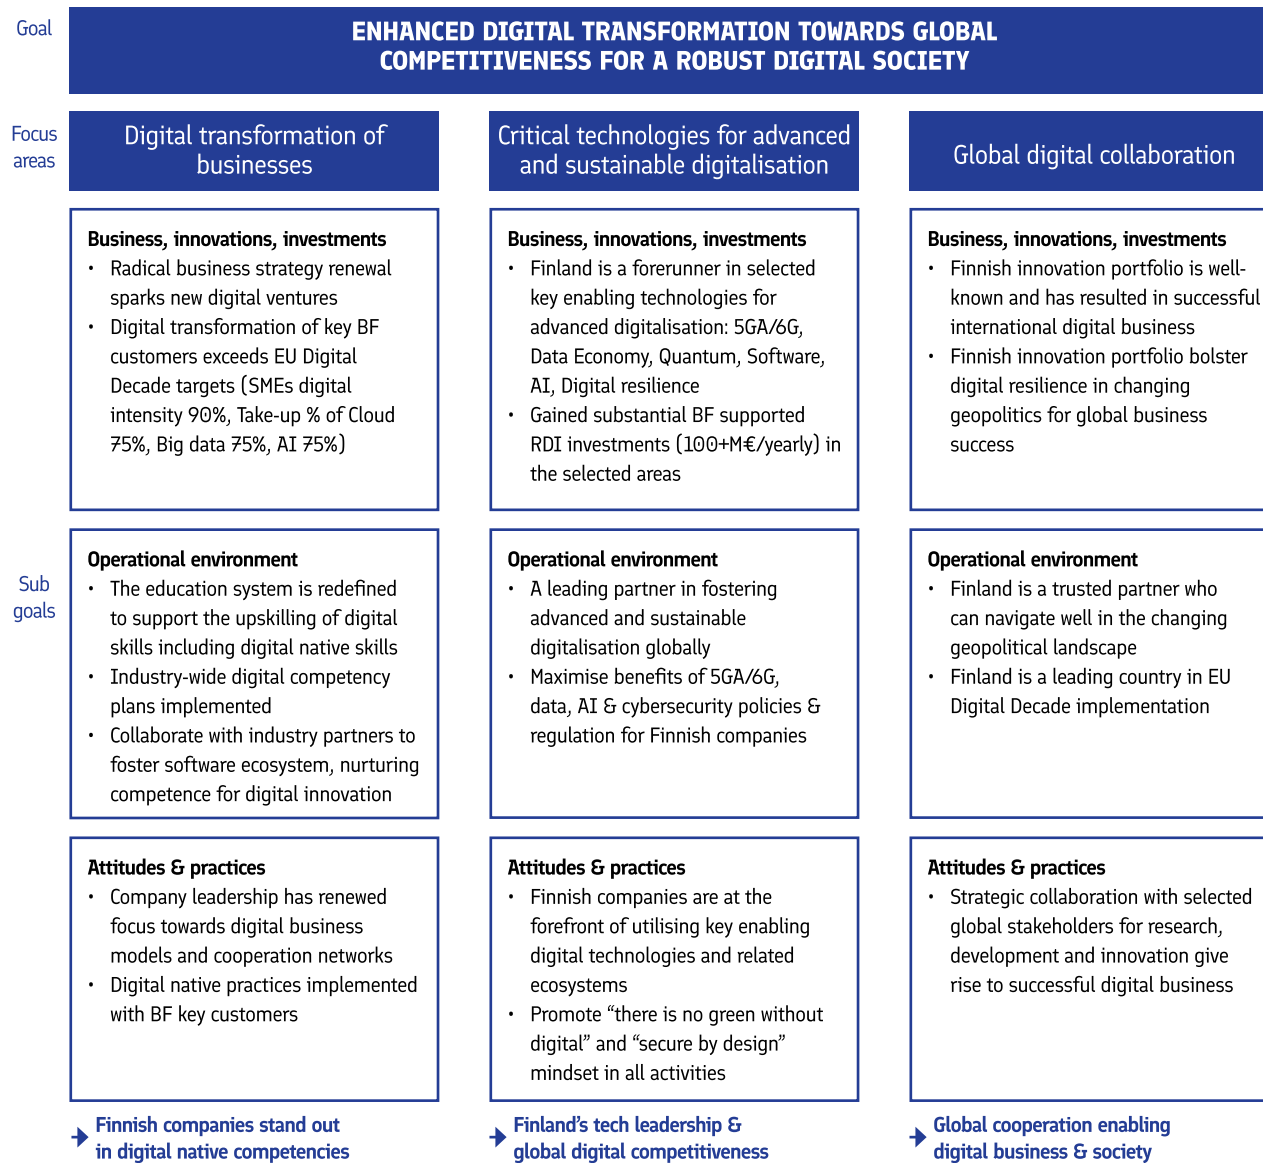 Goal
ENHANCED DIGITAL TRANSFORMATION TOWARDS GLOBAL
COMPETITIVENESS FOR A ROBUST DIGITAL SOCIETY
Focus
areas
Digital transformation of
businesses
Critical technologies for advanced
and sustainable digitalisation
Global digital collaboration
Sub
goals
Business, innovations, investments
• Radical business strategy renewal
sparks new digital ventures
• Digital transformation of key BF
customers exceeds EU Digital
Decade targets (SMEs digital
intensity 90%, Take-up % of Cloud
75%, Big data 75%, AI 75%)
Business, innovations, investments
• Finland is a forerunner in selected
key enabling technologies for
advanced digitalisation: 5GA/6G,
Data Economy, Quantum, Software,
AI, Digital resilience
• Gained substantial BF supported
RDI investments (100+M€/yearly) in
the selected areas
Business, innovations, investments
• Finnish innovation portfolio is well-
known and has resulted in successful
international digital business
• Finnish innovation portfolio bolster
digital resilience in changing
geopolitics for global business
success
Operational environment
• The education system is redefined
to support the upskilling of digital
skills including digital native skills
• Industry-wide digital competency
plans implemented
• Collaborate with industry partners to
foster software ecosystem, nurturing
competence for digital innovation
Operational environment
• A leading partner in fostering
advanced and sustainable
digitalisation globally
• Maximise benefits of 5GA/6G,
data, AI & cybersecurity policies &
regulation for Finnish companies
Operational environment
• Finland is a trusted partner who
can navigate well in the changing
geopolitical landscape
• Finland is a leading country in EU
Digital Decade implementation
Attitudes & practices
• Company leadership has renewed
focus towards digital business
models and cooperation networks
• Digital native practices implemented
with BF key customers
Attitudes & practices
• Finnish companies are at the
forefront of utilising key enabling
digital technologies and related
ecosystems
• Promote “there is no green without
digital” and “secure by design”
mindset in all activities
Attitudes & practices
• Strategic collaboration with selected
global stakeholders for research,
development and innovation give
rise to successful digital business
Finnish companies stand out
in digital native competencies
Finland’s tech leadership &
global digital competitiveness
Global cooperation enabling
digital business & society